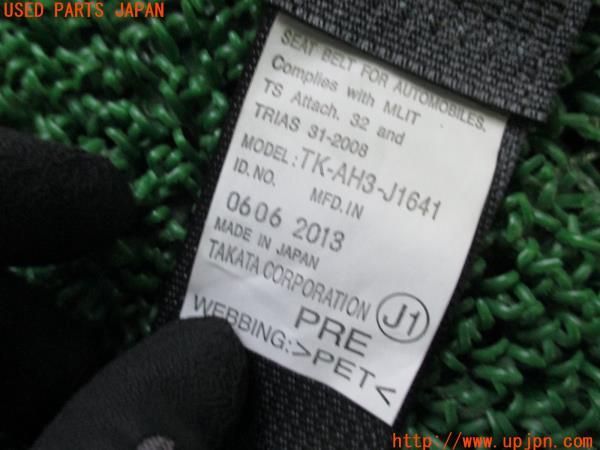 USED PARTS JAPAN
SEAT BELT FOR AUTOMOBILES.
Complies with MLIT
TS Attach. 32 and
TRIAS 31-2008
MODEL: TK-AH3-J1641
ID.NO. MFD.IN
0606 2013
MADE IN JAPAN
TAKATA CORPORATION J1
PRE
WEBBING:>PET<
http://www.upjpn.com/